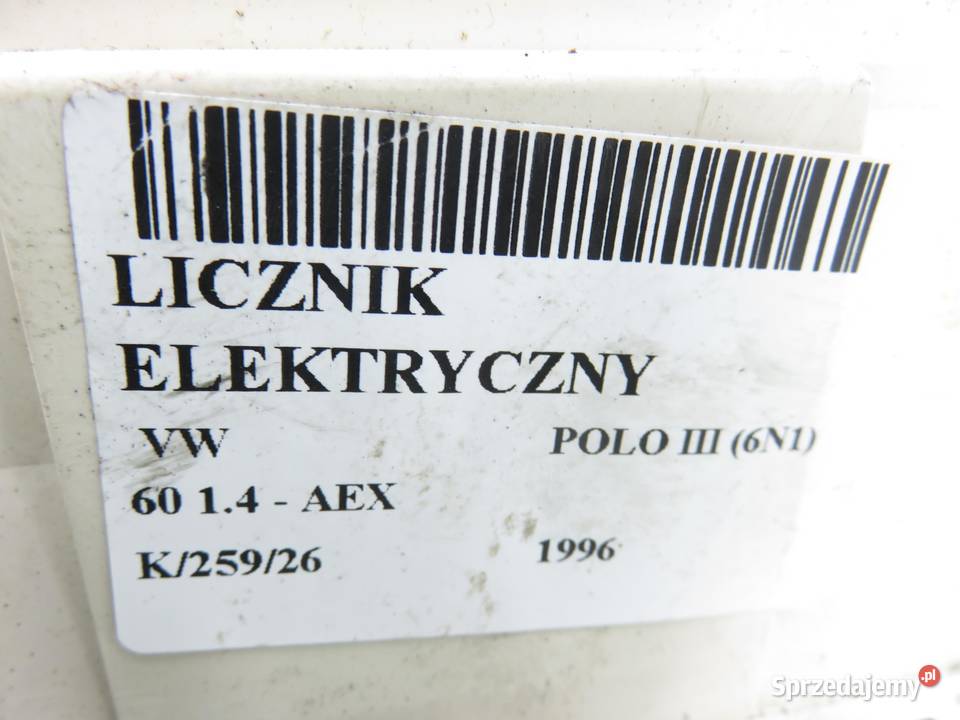 LICZNIK
ELEKTRYCZNY
VW POLO III (6N1)
60 1.4 - AEX
K/259/26 1996
Sprzedajemy.pl